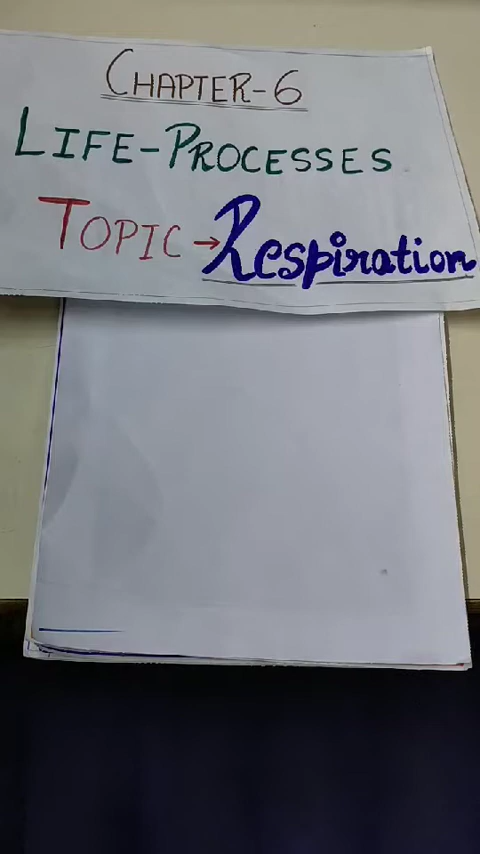 CHAPTER-6
LIFE-PROCESSES
TOPIC → Respiration